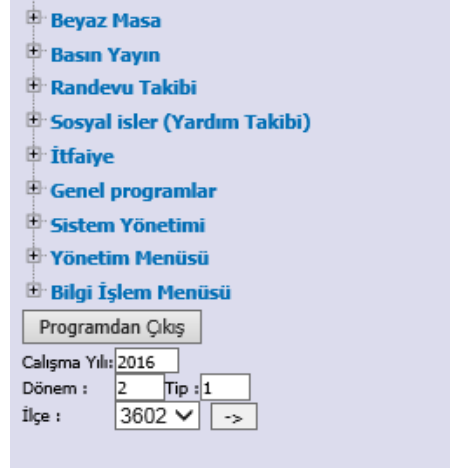 Beyaz Masa
Basın Yayın
Randevu Takibi
Sosyal isler (Yardım Takibi)
İtfaiye
Genel programlar
Sistem Yönetimi
Yönetim Menüsü
Bilgi İşlem Menüsü
Programdan Çıkış
Calışma Yılı: 2016
Dönem : 2 Tip : 1
İlçe : 3602 ->